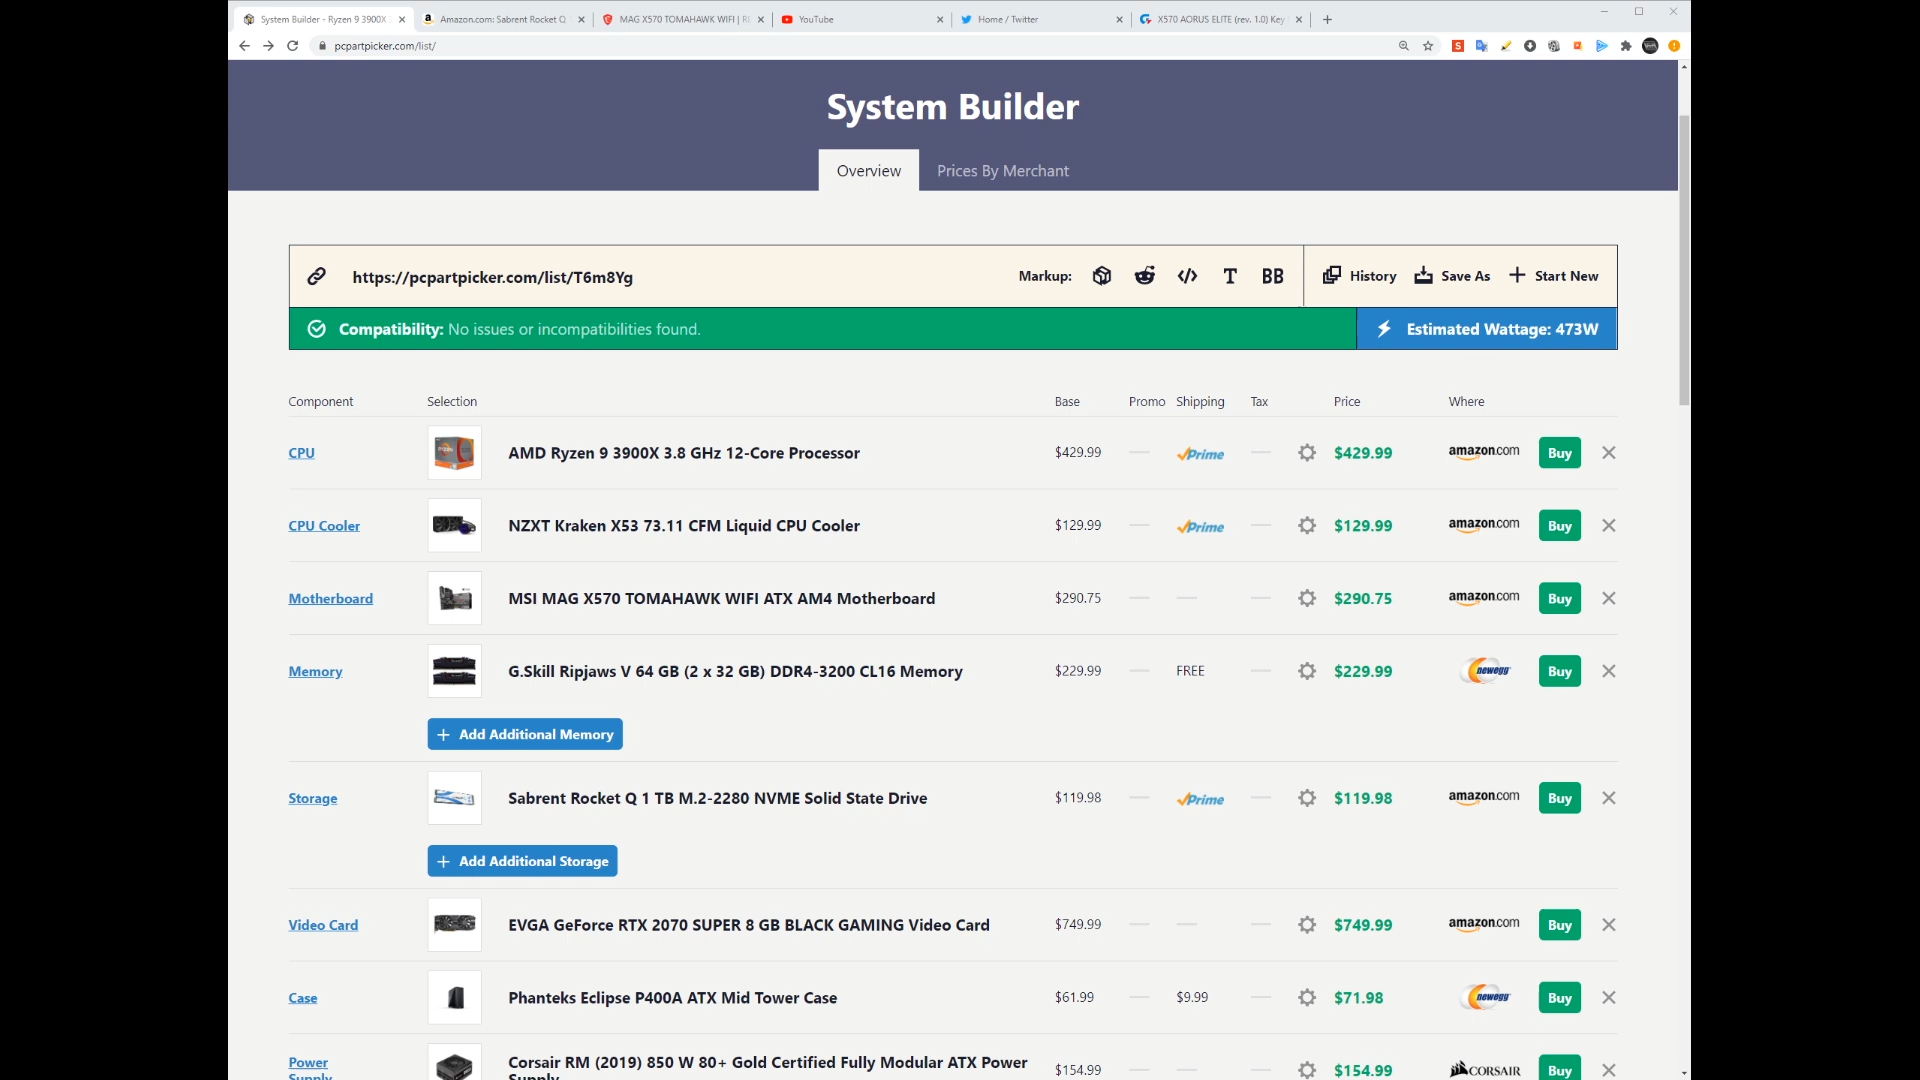 System Builder - Ryzen 9 3900X
Amazon.com: Sabrent Rocket Q
MAG X570 TOMAHAWK WIFI | RE
YouTube
Home / Twitter
X570 AORUS ELITE (rev. 1.0) Key
pcpartpicker.com/list/
System Builder
Overview
Prices By Merchant
https://pcpartpicker.com/list/T6m8Yg
Markup:
T
BB
History
Save As
Start New
Compatibility: No issues or incompatibilities found.
Estimated Wattage: 473W
Component Selection Base Promo Shipping Tax Price Where
CPU AMD Ryzen 9 3900X 3.8 GHz 12-Core Processor $429.99 Prime $429.99 amazon.com Buy
CPU Cooler NZXT Kraken X53 73.11 CFM Liquid CPU Cooler $129.99 Prime $129.99 amazon.com Buy
Motherboard MSI MAG X570 TOMAHAWK WIFI ATX AM4 Motherboard $290.75 $290.75 amazon.com Buy
Memory G.Skill Ripjaws V 64 GB (2 x 32 GB) DDR4-3200 CL16 Memory $229.99 FREE $229.99 newegg Buy
Add Additional Memory
Storage Sabrent Rocket Q 1 TB M.2-2280 NVME Solid State Drive $119.98 Prime $119.98 amazon.com Buy
Add Additional Storage
Video Card EVGA GeForce RTX 2070 SUPER 8 GB BLACK GAMING Video Card $749.99 $749.99 amazon.com Buy
Case Phanteks Eclipse P400A ATX Mid Tower Case $61.99 $9.99 $71.98 newegg Buy
Power Corsair RM (2019) 850 W 80+ Gold Certified Fully Modular ATX Power
Supply Supply $154.99 $154.99 CORSAIR Buy